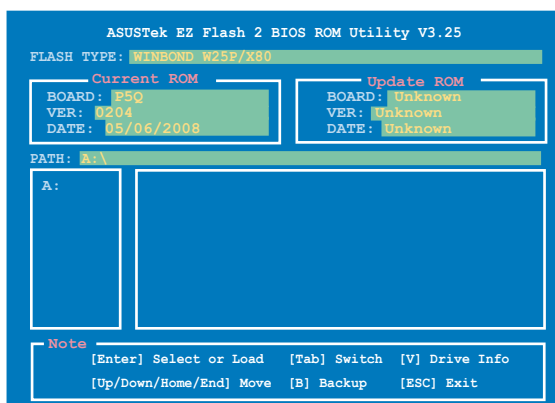 ASUSTek EZ Flash 2 BIOS ROM Utility V3.25
FLASH TYPE: WINBOND W25P/X80
Current ROM
BOARD: P5Q
VER: 0204
DATE: 05/06/2008
Update ROM
BOARD: Unknown
VER: Unknown
DATE: Unknown
PATH: A:\
A:
Note
[Enter] Select or Load [Tab] Switch [V] Drive Info
[Up/Down/Home/End] Move [B] Backup [ESC] Exit